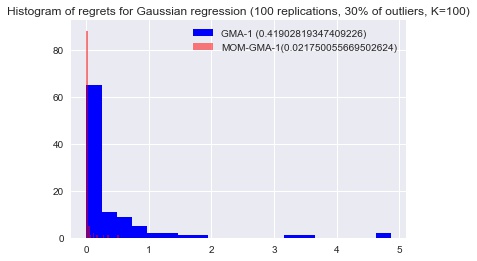 Histogram of regrets for Gaussian regression (100 replications, 30% of outliers, K=100)
GMA-1 (0.41902819347409226)
MOM-GMA-1(0.021750055669502624)
80
60
40
20
0
0 1 2 3 4 5